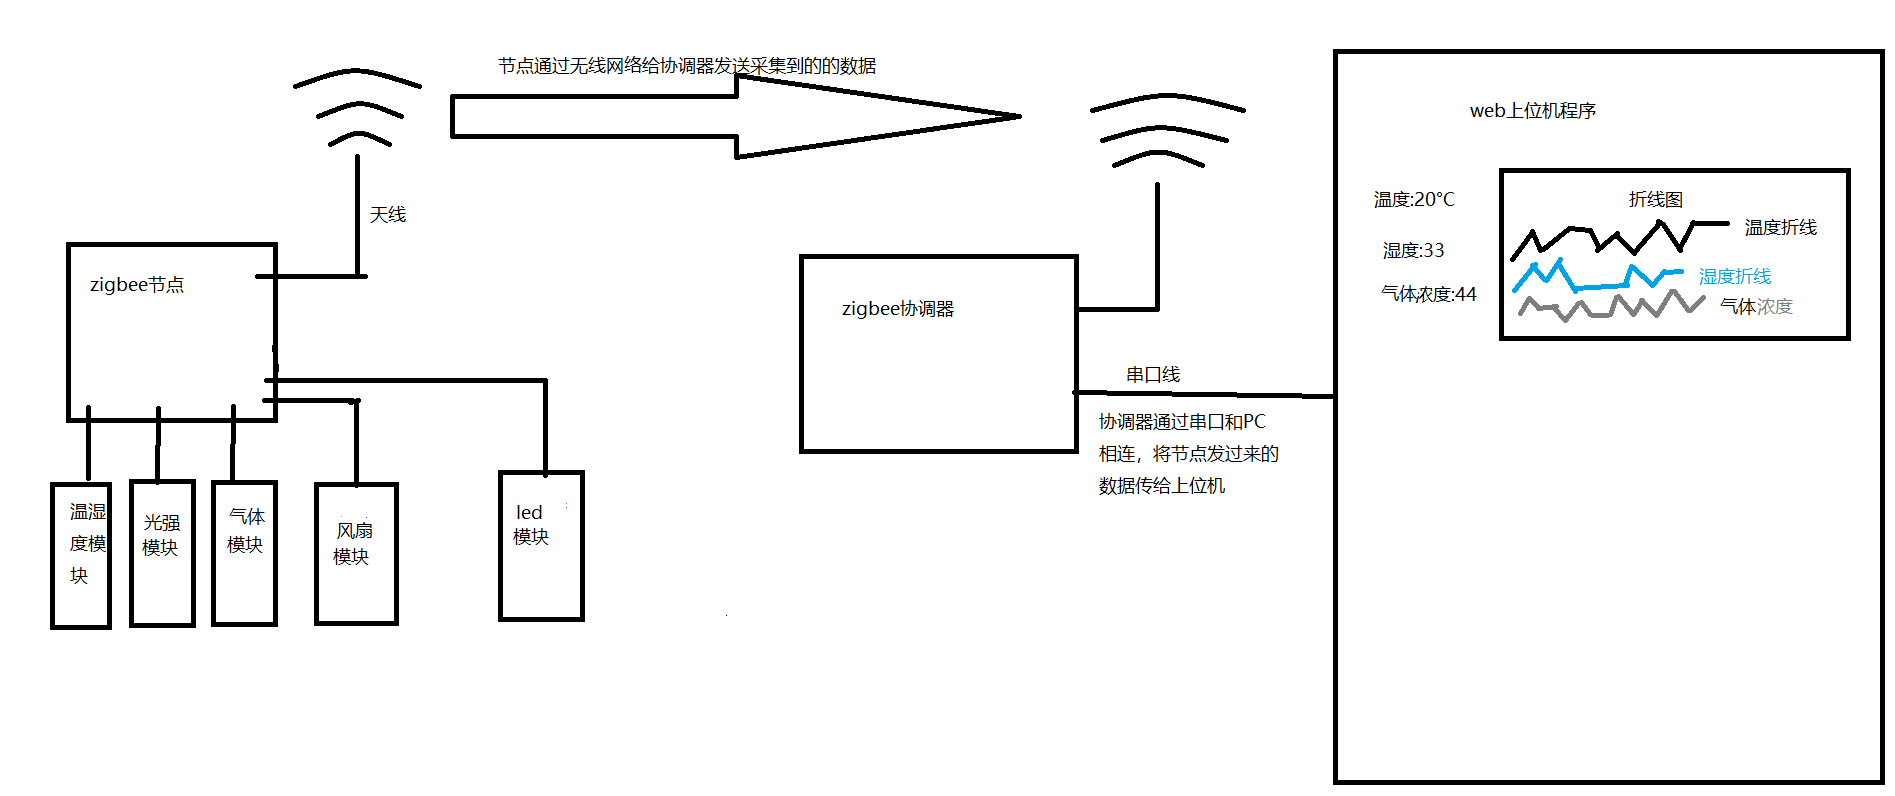 节点通过无线网络给协调器发送采集到的的数据
天线
zigbee节点
温湿
度模
块
光强
模块
气体
模块
风扇
模块
led
模块
zigbee协调器
串口线
协调器通过串口和PC
相连，将节点发过来的
数据传给上位机
web上位机程序
温度:20°C
湿度:33
气体浓度:44
折线图
温度折线
湿度折线
气体浓度